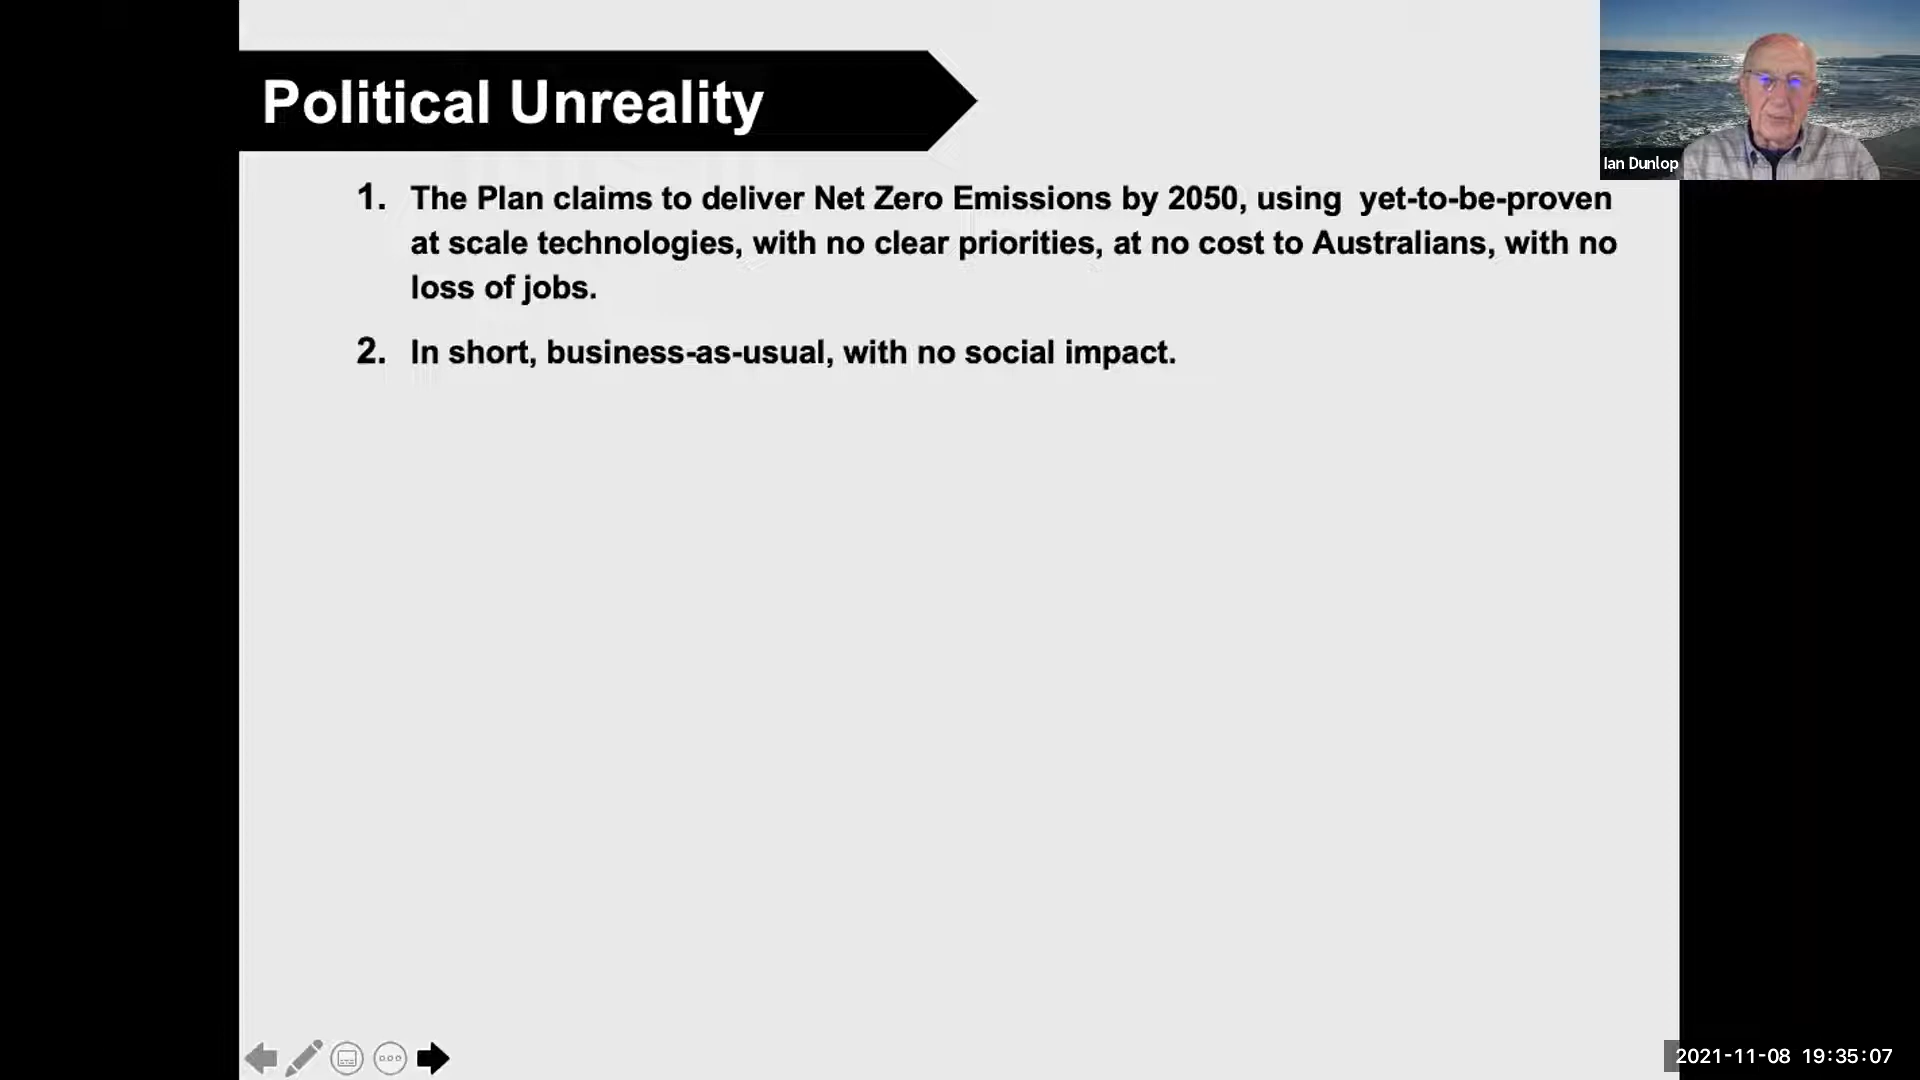 Political Unreality
Ian Dunlop
1. The Plan claims to deliver Net Zero Emissions by 2050, using  yet-to-be-proven
at scale technologies, with no clear priorities, at no cost to Australians, with no
loss of jobs.
2. In short, business-as-usual, with no social impact.
2021-11-08 19:35:07